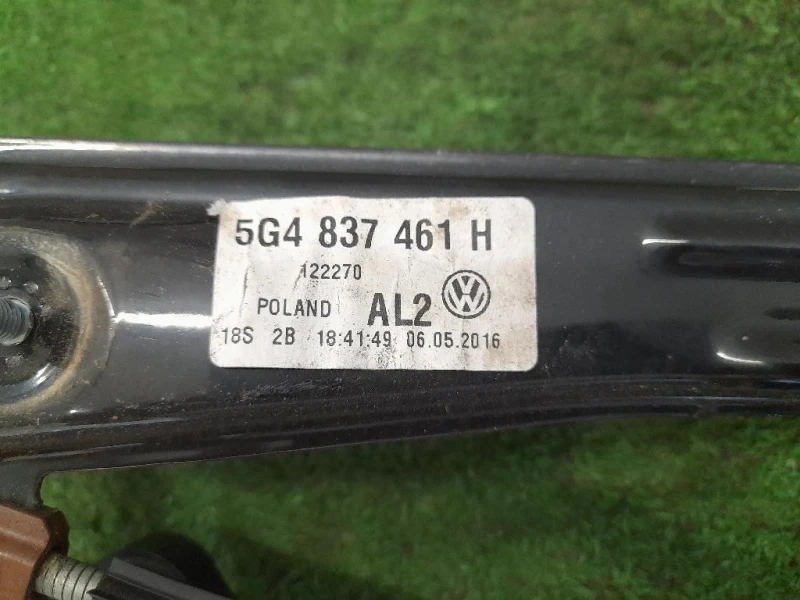 5G4 837 461 H
122270
POLAND AL2
18S 2B 18:41:49 06.05.2016